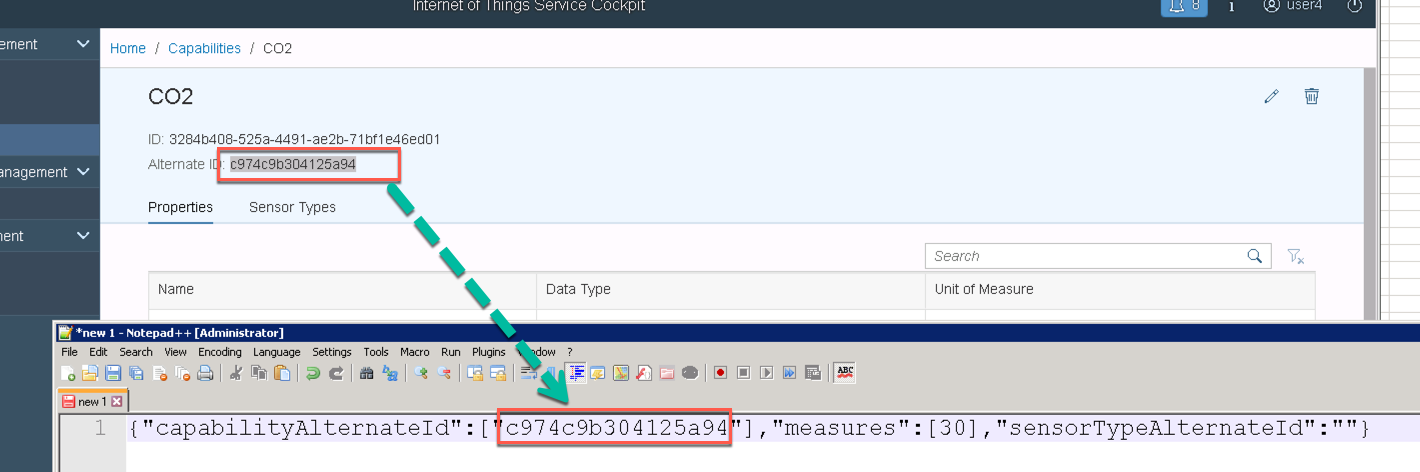 Internet of Things Service Cockpit
8 i user4
ement
Home / Capabilities / CO2
CO2
ID: 3284b408-525a-4491-ae2b-71bf1e46ed01
Alternate ID: c974c9b304125a94
anagement
Properties Sensor Types
nent
Search
Name Data Type Unit of Measure
*new 1 - Notepad++ [Administrator]
File Edit Search View Encoding Language Settings Tools Macro Run Plugins Window ?
ABC
new 1
1 {"capabilityAlternateId":["c974c9b304125a94"],"measures":[30],"sensorTypeAlternateId":""}